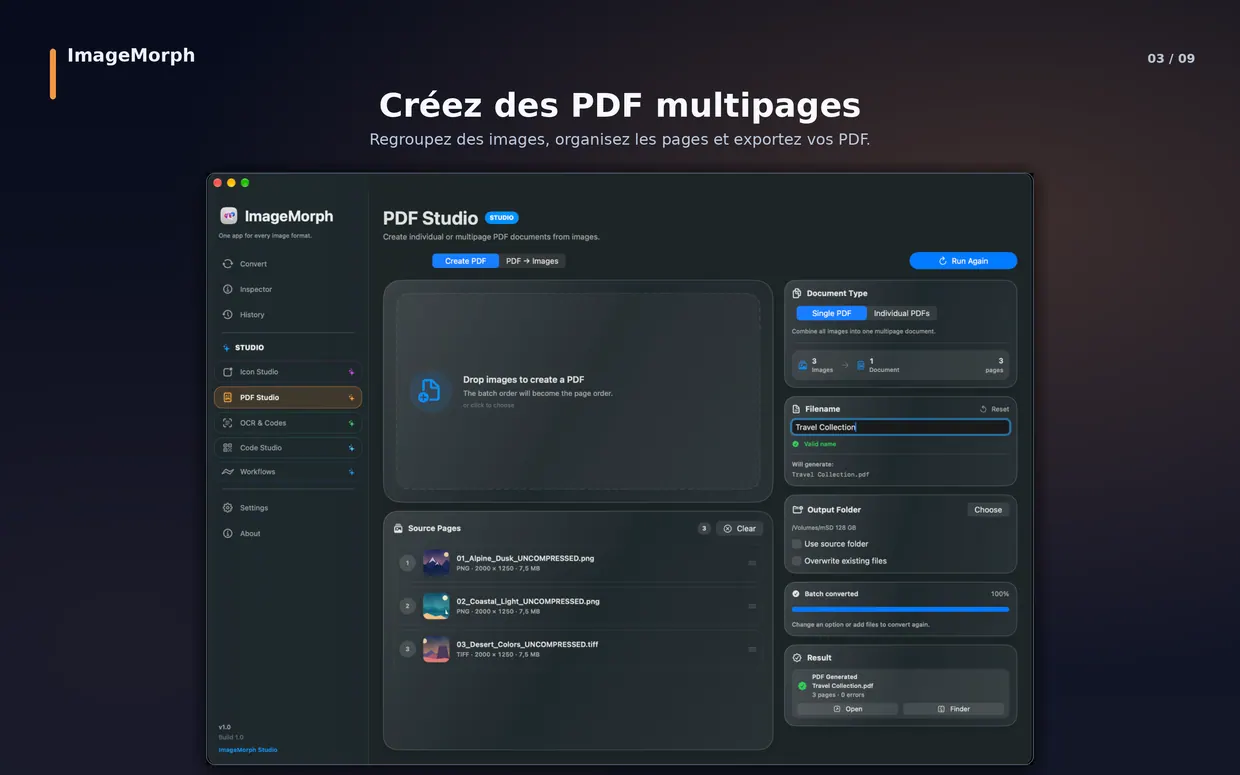 ImageMorph
03 / 09
Créez des PDF multipages
Regroupez des images, organisez les pages et exportez vos PDF.
ImageMorph
One app for every image format.
Convert
Inspector
History
STUDIO
Icon Studio
PDF Studio
OCR & Codes
Code Studio
Workflows
Settings
About
v1.0
Build 1.0
ImageMorph Studio
PDF Studio STUDIO
Create individual or multipage PDF documents from images.
Create PDF PDF → Images
Run Again
Drop images to create a PDF
The batch order will become the page order.
or click to choose
Source Pages 3 Clear
1 01_Alpine_Dusk_UNCOMPRESSED.png
PNG · 2000 × 1250 · 7,5 MB
2 02_Coastal_Light_UNCOMPRESSED.png
PNG · 2000 × 1250 · 7,5 MB
3 03_Desert_Colors_UNCOMPRESSED.tiff
TIFF · 2000 × 1250 · 7,5 MB
Document Type
Single PDF Individual PDFs
Combine all images into one multipage document.
3 Images → 1 Document 3 pages
Filename Reset
Travel Collection
Valid name
Will generate:
Travel Collection.pdf
Output Folder Choose
/Volumes/mSD 128 GB
Use source folder
Overwrite existing files
Batch converted 100%
Change an option or add files to convert again.
Result
PDF Generated
Travel Collection.pdf
3 pages · 0 errors
Open Finder